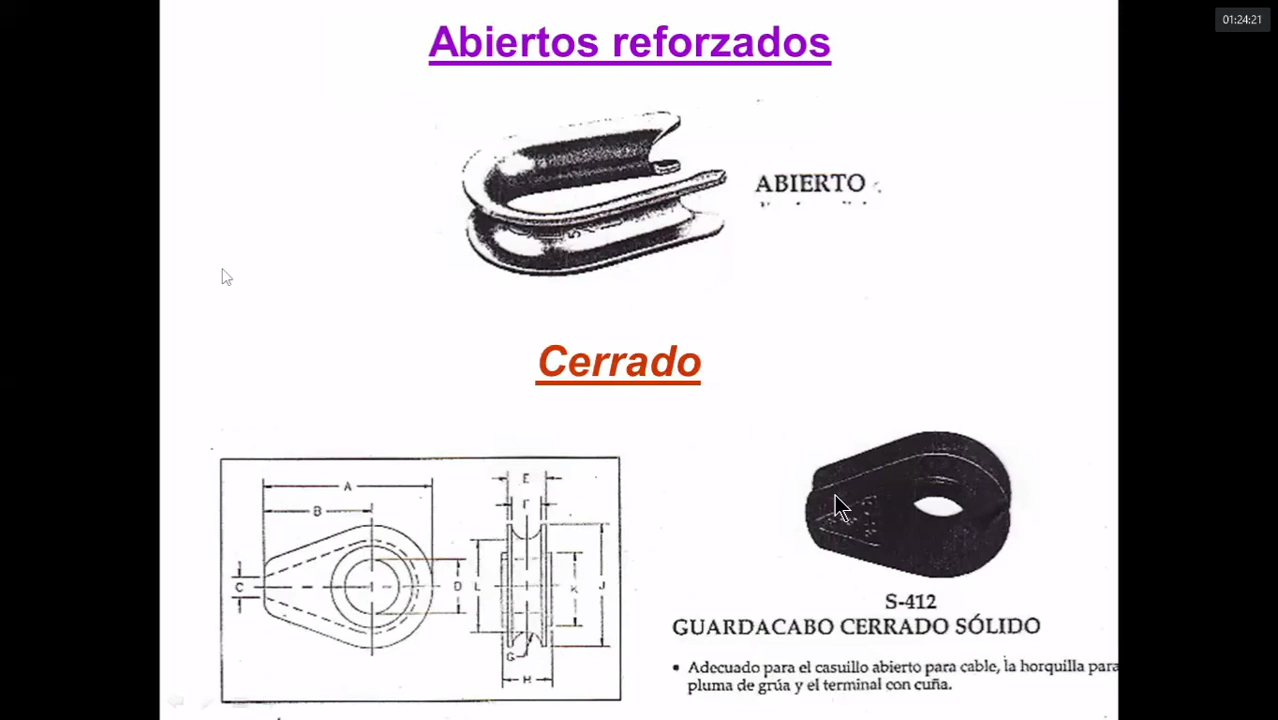 01:24:21
Abiertos reforzados
ABIERTO
Cerrado
A
B
C
D
E
L
K
J
G
H
S-412
GUARDACABO CERRADO SÓLIDO
• Adecuado para el casuillo abierto para cable, la horquilla para
pluma de grúa y el terminal con cuña.